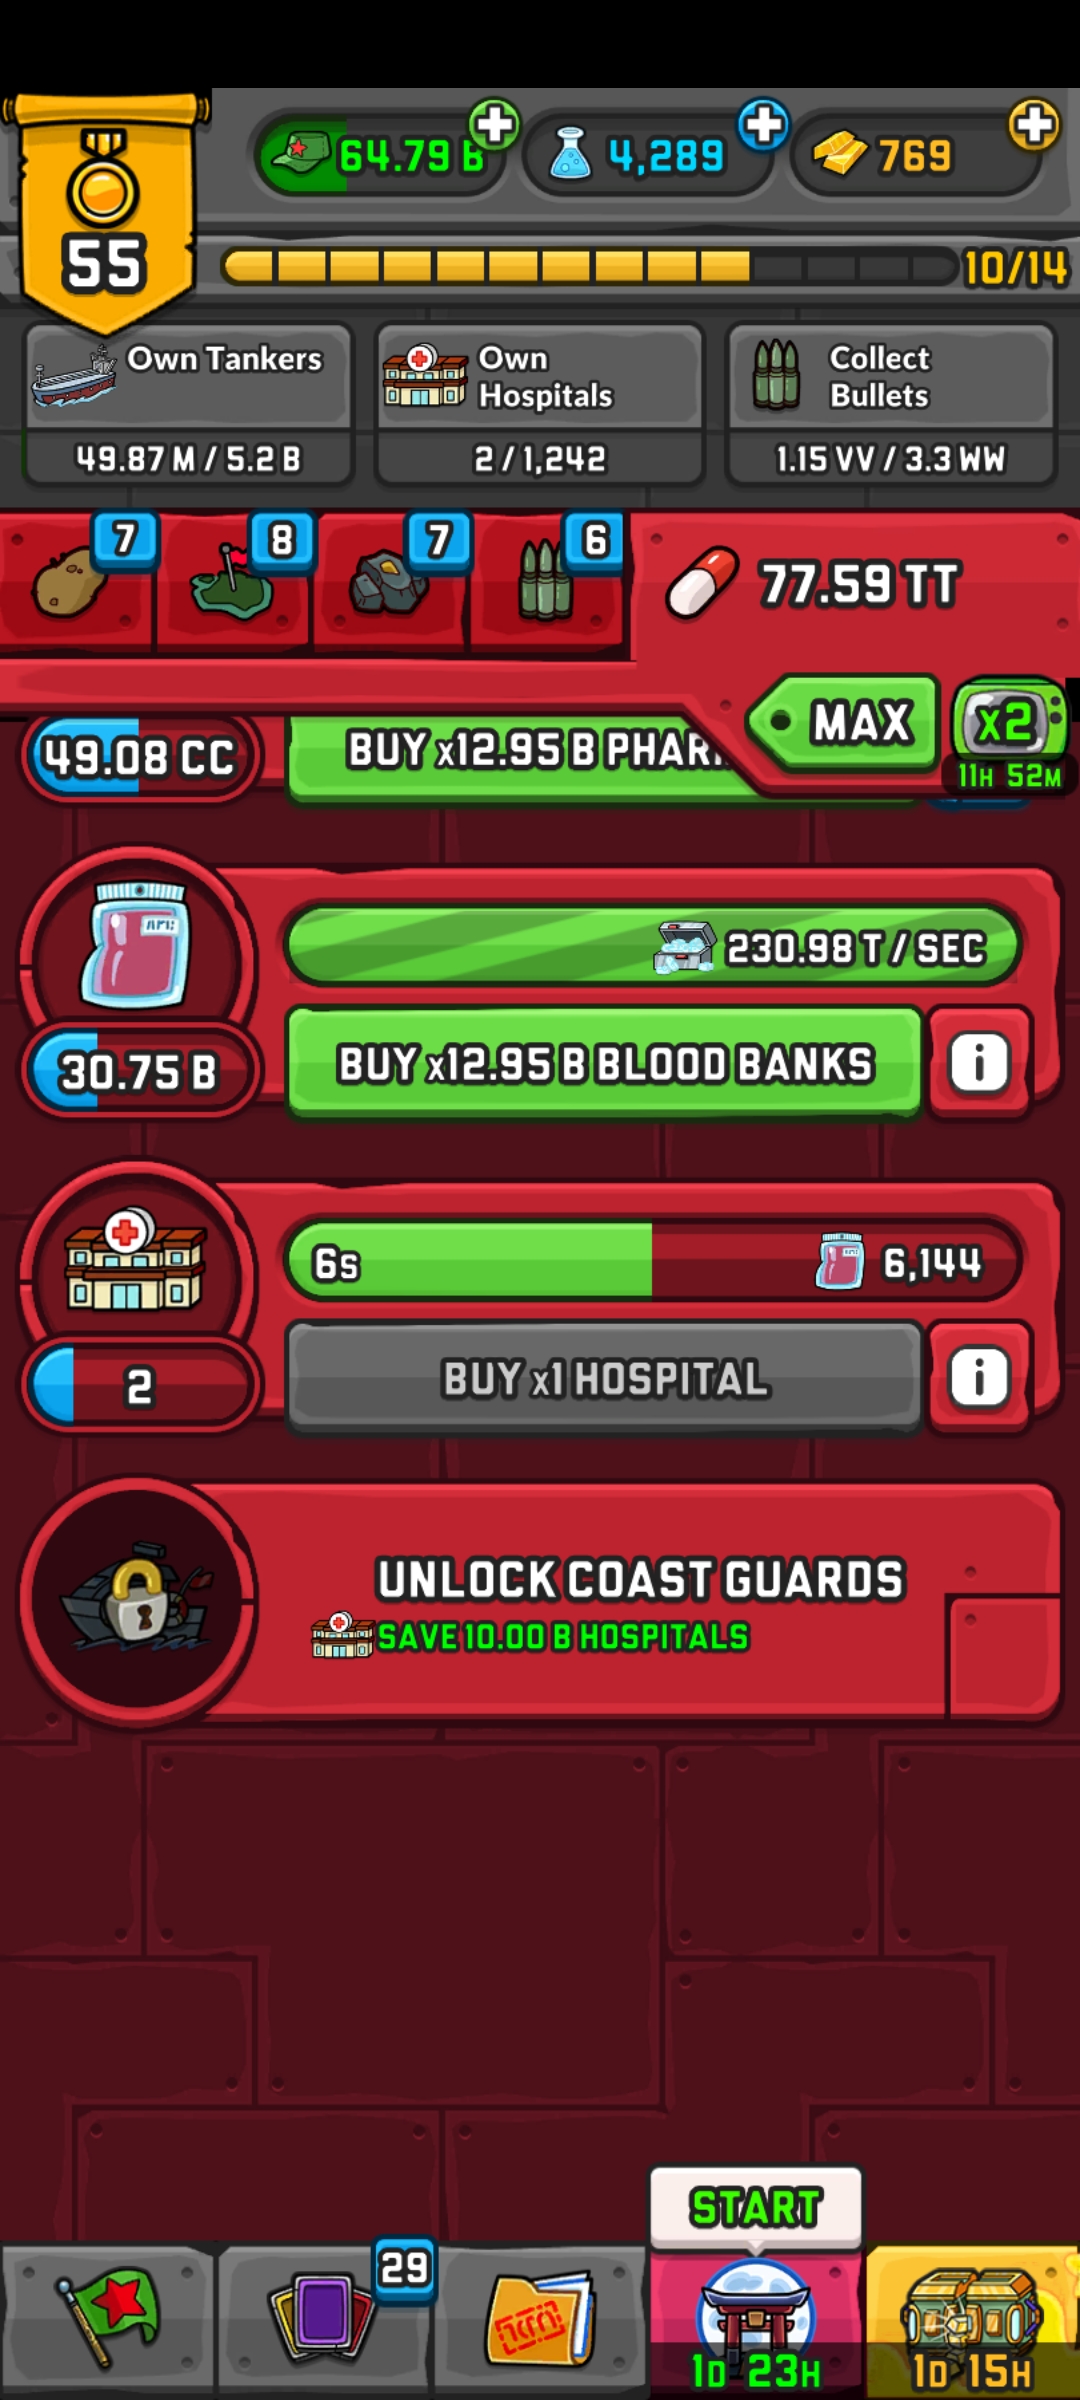 64.79 B
4,289
769
55
10/14
Own Tankers
49.87 M / 5.2 B
Own
Hospitals
2 / 1,242
Collect
Bullets
1.15 VV / 3.3 WW
7
8
7
6
77.59 TT
MAX
x2
11H 52M
49.08 CC
BUY x12.95 B
230.98 T / SEC
30.75 B
BUY x12.95 B BLOOD BANKS
i
6s
6,144
2
BUY x1 HOSPITAL
i
UNLOCK COAST GUARDS
SAVE 10.00 B HOSPITALS
START
29
1D 23H
1D 15H